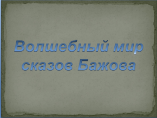 Волшебный мир
сказов Бажова